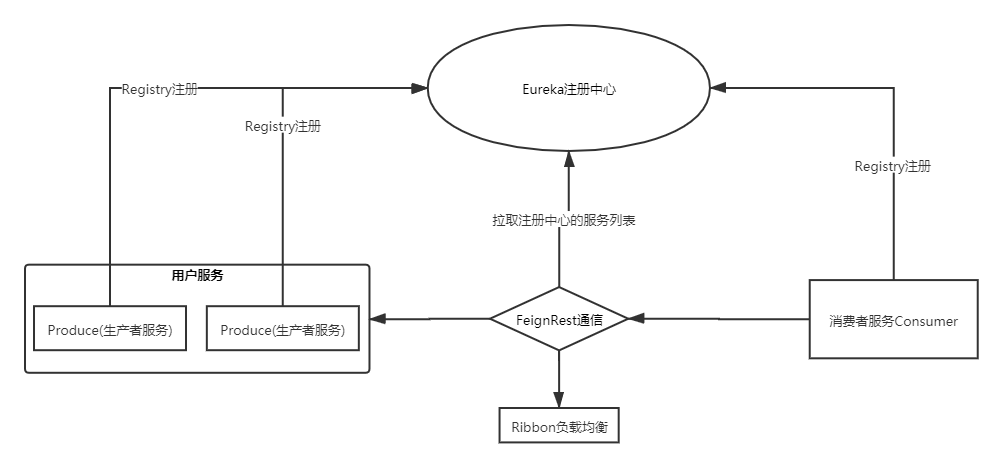 Eureka注册中心
Registry注册
Registry注册
Registry注册
拉取注册中心的服务列表
用户服务
Produce(生产者服务)
Produce(生产者服务)
FeignRest通信
消费者服务Consumer
Ribbon负载均衡